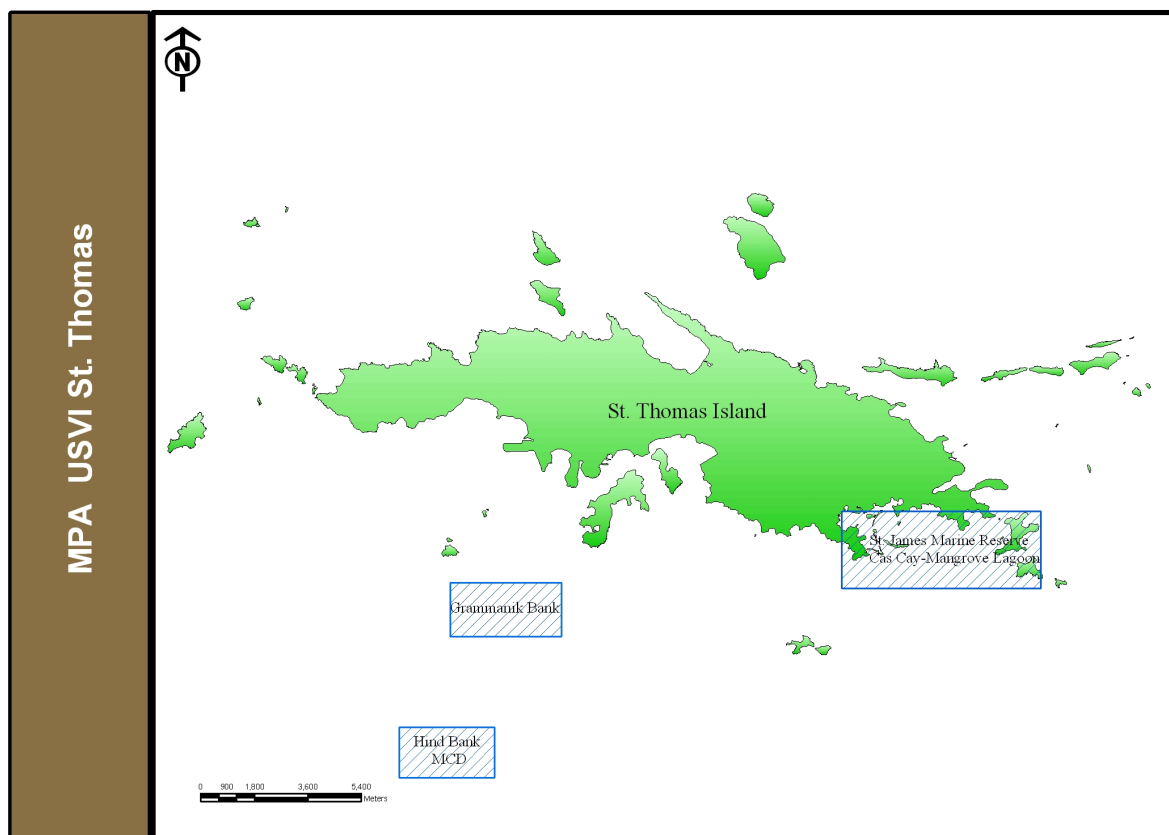 MPA USVI St. Thomas
N
St. Thomas Island
St. James Marine Reserve
Cas Cay-Mangrove Lagoon
Grammanik Bank
Hind Bank
MCD
0 900 1,800 3,600 5,400
Meters